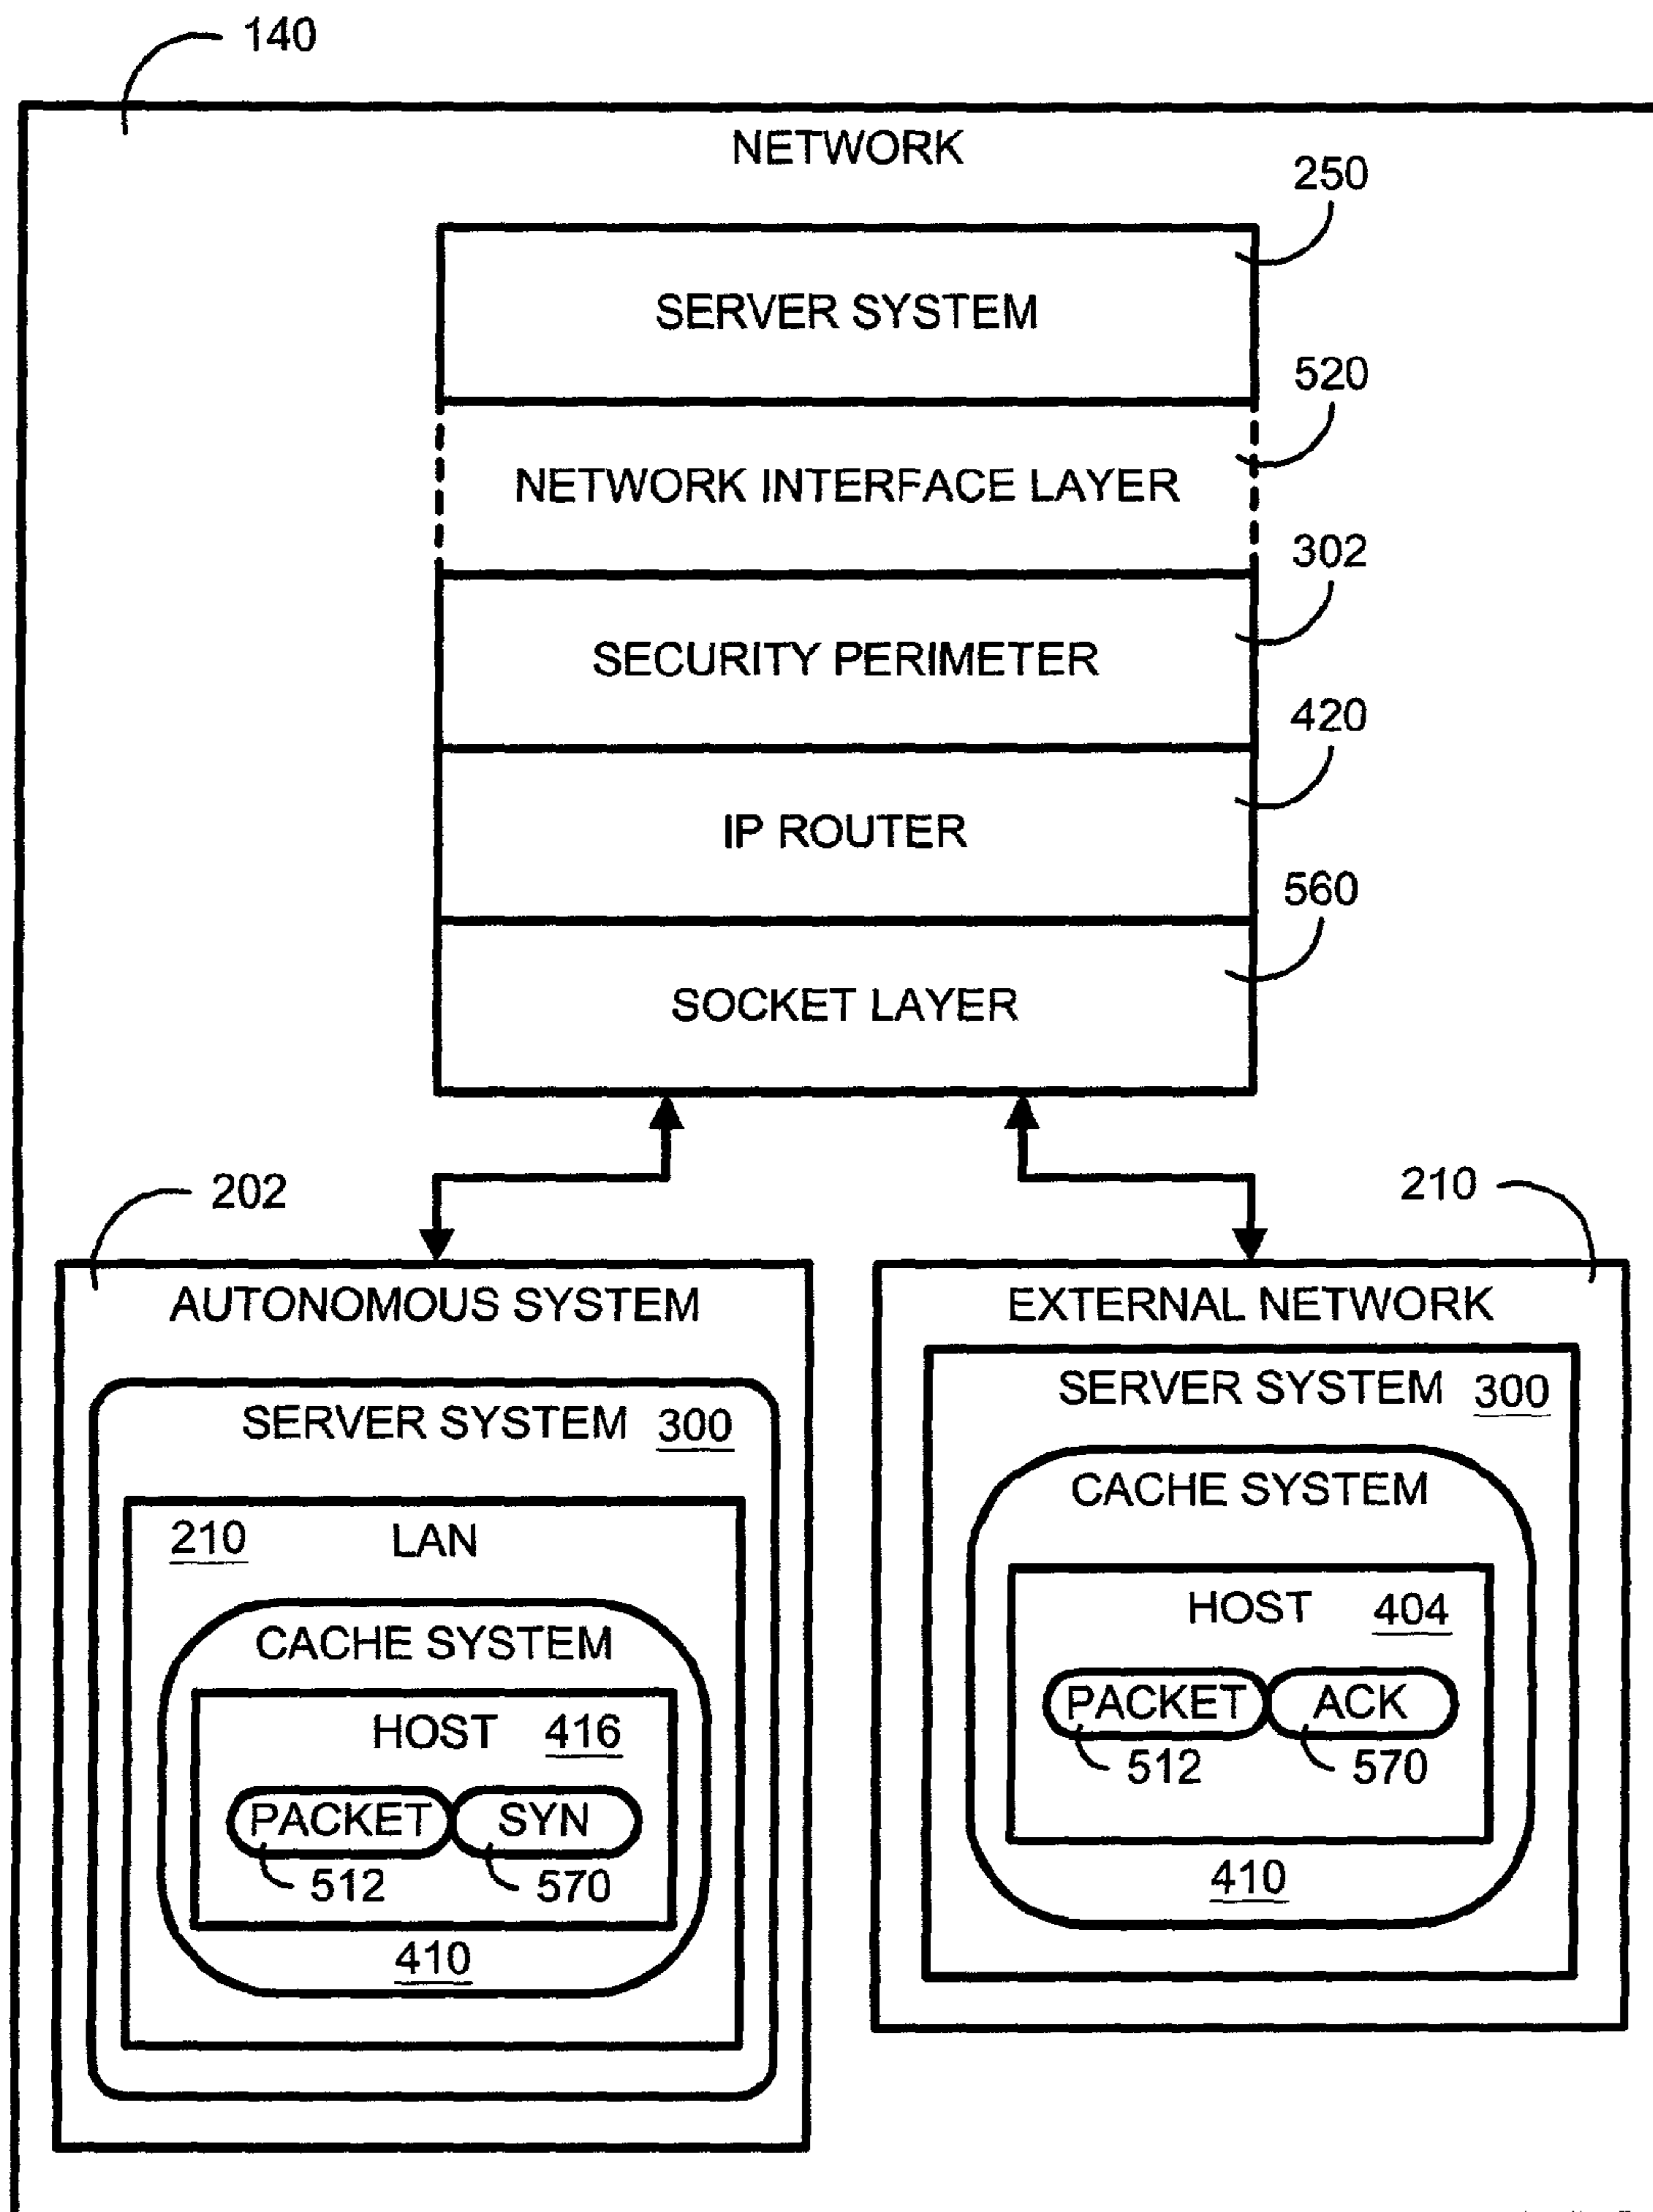 140
NETWORK
250
SERVER SYSTEM
520
NETWORK INTERFACE LAYER
302
SECURITY PERIMETER
420
IP ROUTER
560
SOCKET LAYER
202
AUTONOMOUS SYSTEM
SERVER SYSTEM 300
210 LAN
CACHE SYSTEM
HOST 416
PACKET SYN
512 570
410
210
EXTERNAL NETWORK
SERVER SYSTEM 300
CACHE SYSTEM
HOST 404
PACKET ACK
512 570
410